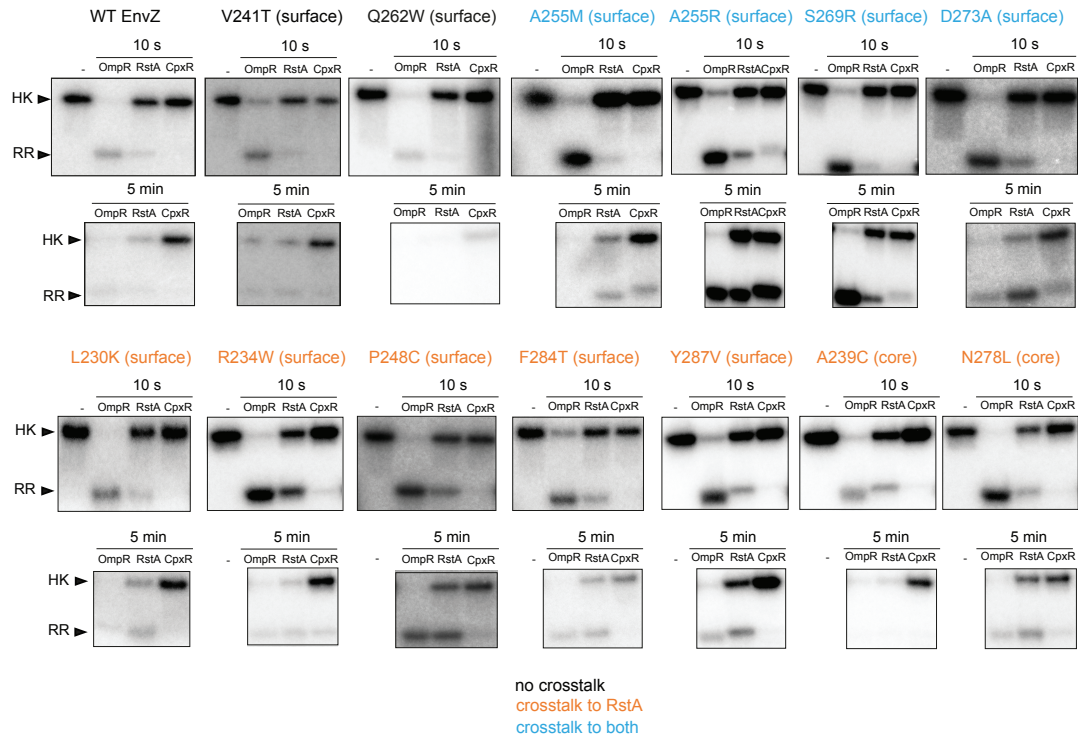 WT EnvZ V241T (surface) Q262W (surface) A255M (surface) A255R (surface) S269R (surface) D273A (surface)
10 s 10 s 10 s 10 s 10 s 10 s 10 s
- OmpR RstA CpxR - OmpR RstA CpxR - OmpR RstA CpxR - OmpR RstA CpxR - OmpR RstA CpxR - OmpR RstA CpxR - OmpR RstA CpxR
HK
RR
5 min 5 min 5 min 5 min 5 min 5 min 5 min
OmpR RstA CpxR OmpR RstA CpxR OmpR RstA CpxR OmpR RstA CpxR OmpR RstA CpxR OmpR RstA CpxR OmpR RstA CpxR
HK
RR
L230K (surface) R234W (surface) P248C (surface) F284T (surface) Y287V (surface) A239C (core) N278L (core)
10 s 10 s 10 s 10 s 10 s 10 s 10 s
- OmpR RstA CpxR - OmpR RstA CpxR - OmpR RstA CpxR - OmpR RstA CpxR - OmpR RstA CpxR - OmpR RstA CpxR - OmpR RstA CpxR
HK
RR
5 min 5 min 5 min 5 min 5 min 5 min 5 min
OmpR RstA CpxR - OmpR RstA CpxR - OmpR RstA CpxR - OmpR RstA CpxR - OmpR RstA CpxR - OmpR RstA CpxR - OmpR RstA CpxR
HK
RR
no crosstalk
crosstalk to RstA
crosstalk to both